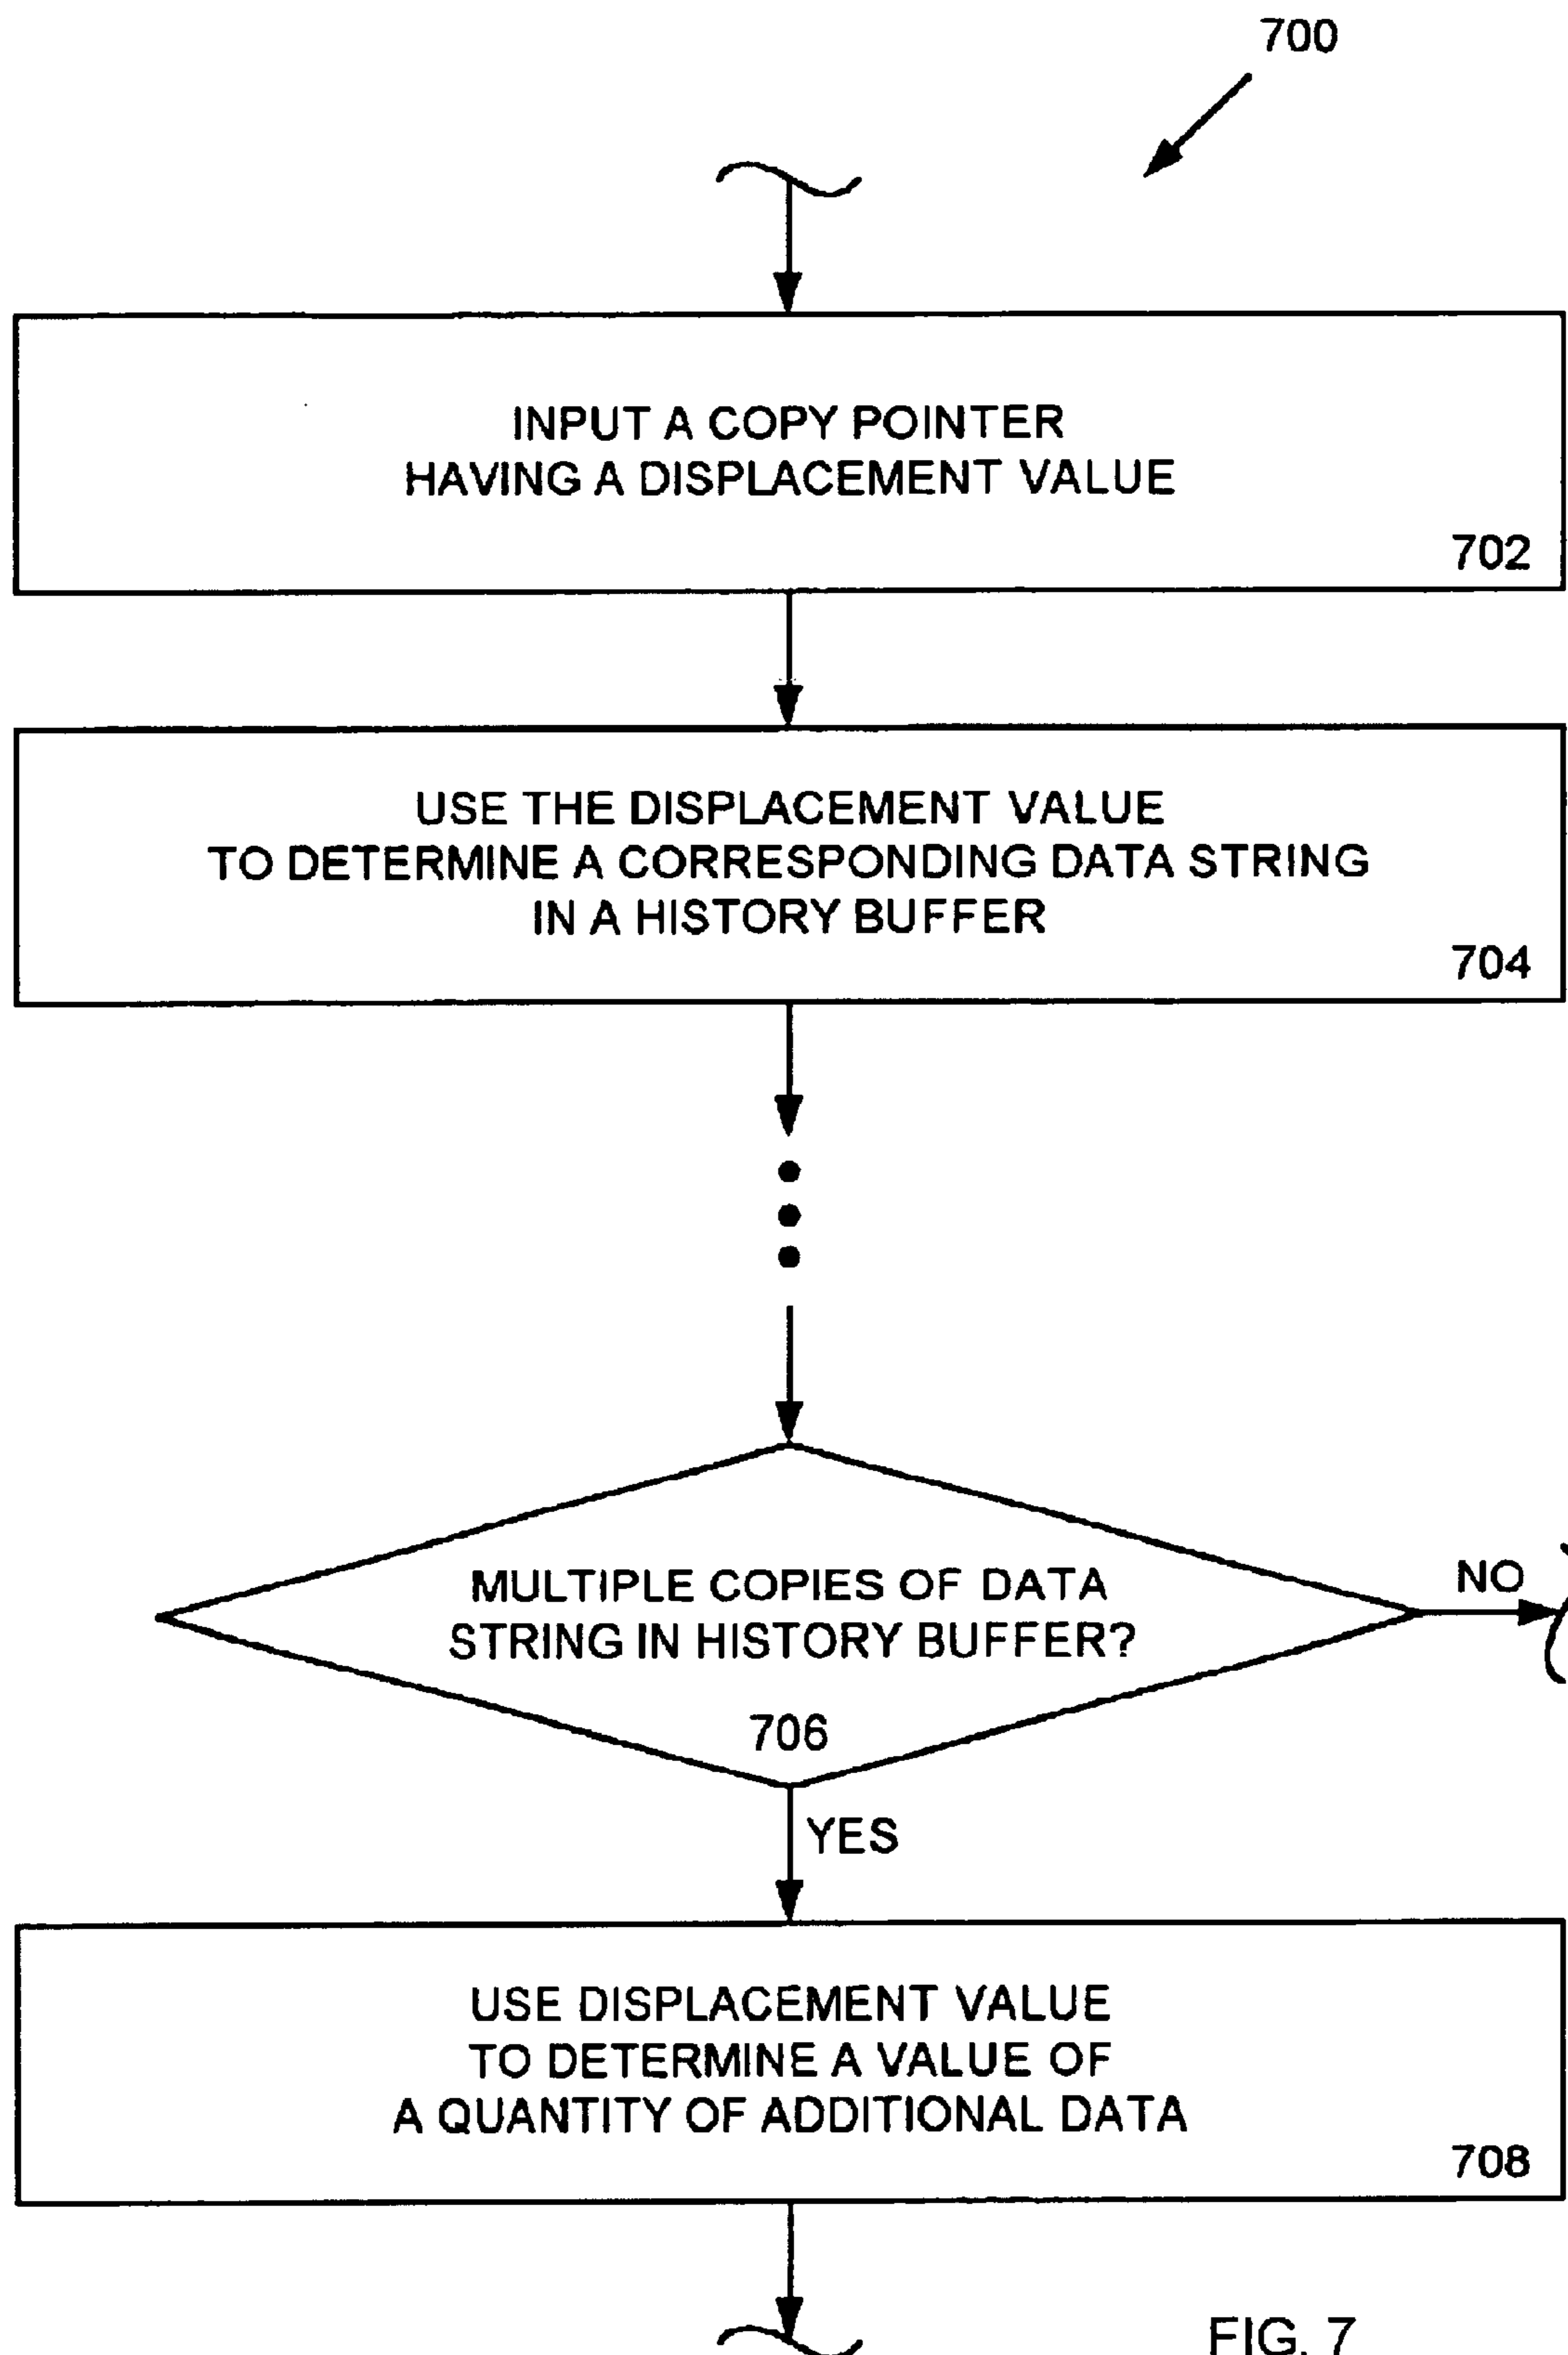 700
INPUT A COPY POINTER
HAVING A DISPLACEMENT VALUE
702
USE THE DISPLACEMENT VALUE
TO DETERMINE A CORRESPONDING DATA STRING
IN A HISTORY BUFFER
704
MULTIPLE COPIES OF DATA
STRING IN HISTORY BUFFER?
706
NO
YES
USE DISPLACEMENT VALUE
TO DETERMINE A VALUE OF
A QUANTITY OF ADDITIONAL DATA
708
FIG. 7